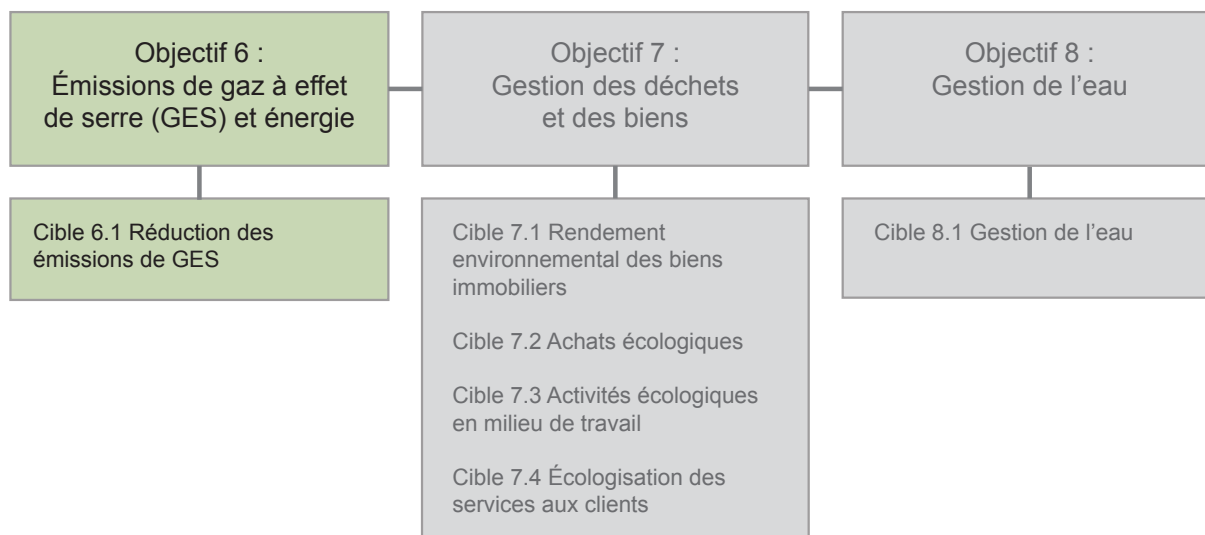 Objectif 6 :
Émissions de gaz à effet
de serre (GES) et énergie
Cible 6.1 Réduction des
émissions de GES
Objectif 7 :
Gestion des déchets
et des biens
Cible 7.1 Rendement
environnemental des biens
immobiliers
Cible 7.2 Achats écologiques
Cible 7.3 Activités écologiques
en milieu de travail
Cible 7.4 Écologisation des
services aux clients
Objectif 8 :
Gestion de l’eau
Cible 8.1 Gestion de l’eau